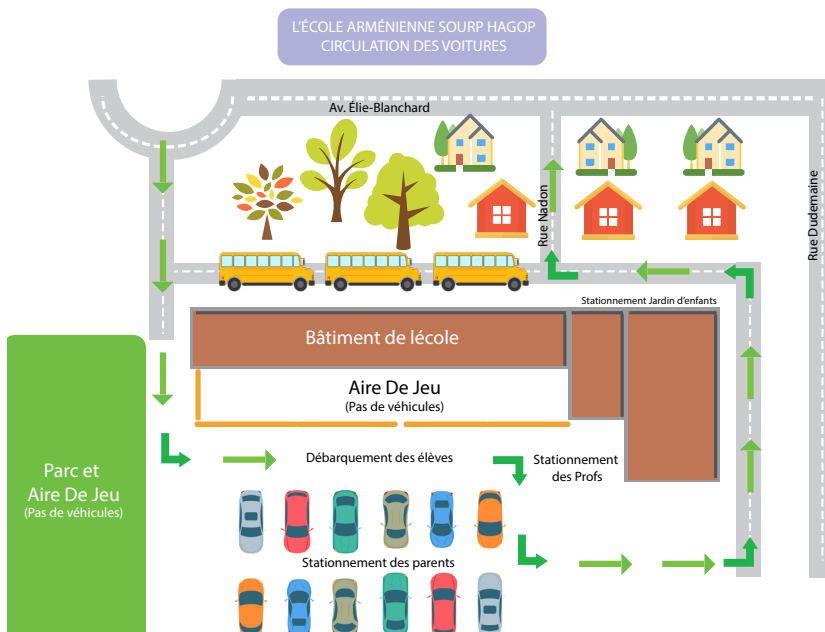 L'ÉCOLE ARMÉNIENNE SOURP HAGOP
CIRCULATION DES VOITURES
Av. Élie-Blanchard
Rue Nadon
Rue Dudemaine
Stationnement Jardin d'enfants
Bâtiment de lécole
Aire De Jeu
(Pas de véhicules)
Débarquement des élèves
Stationnement
des Profs
Parc et
Aire De Jeu
(Pas de véhicules)
Stationnement des parents